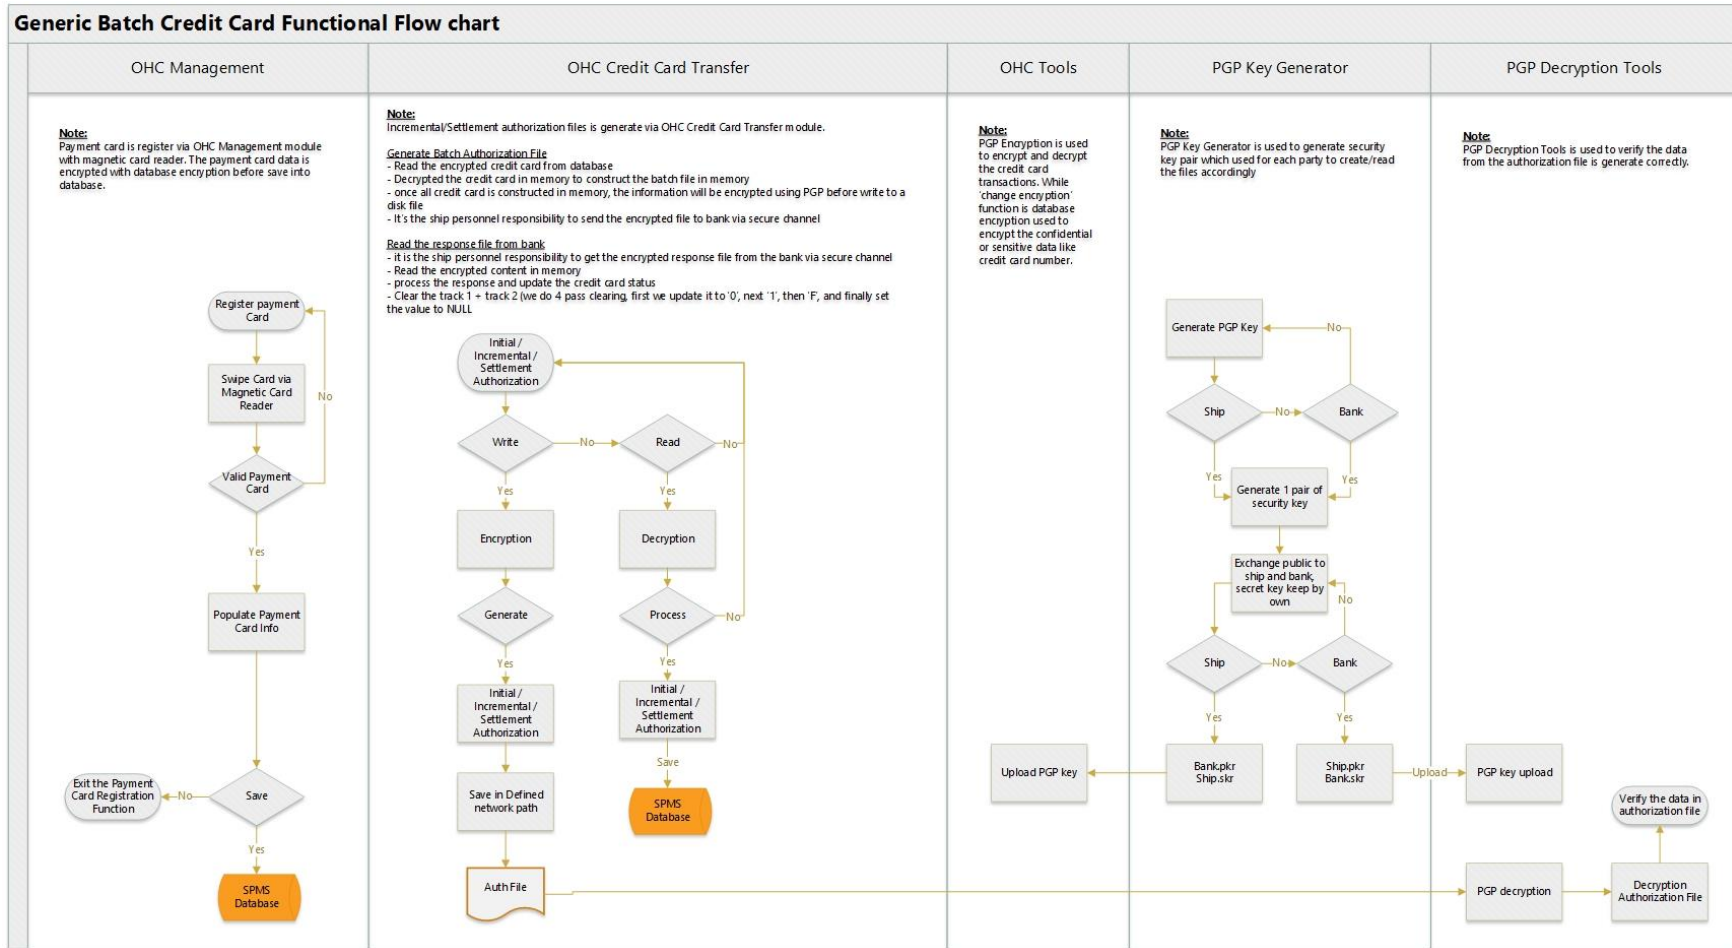 Generic Batch Credit Card Functional Flow chart
OHC Management
OHC Credit Card Transfer
OHC Tools
PGP Key Generator
PGP Decryption Tools
Note:
Payment card is register via OHC Management module
with magnetic card reader. The payment card data is
encrypted with database encryption before save into
database.
Register payment
Card
Swipe Card via
Magnetic Card
Reader
No
Valid Payment
Card
Yes
Populate Payment
Card Info
Save
No
Exit the Payment
Card Registration
Function
Yes
SPMS
Database
Note:
Incremental/Settlement authorization files is generate via OHC Credit Card Transfer module.
Generate Batch Authorization File
- Read the encrypted credit card from database
- Decrypted the credit card in memory to construct the batch file in memory
- once all credit card is constructed in memory, the information will be encrypted using PGP before write to a
disk file
- It's the ship personnel responsibility to send the encrypted file to bank via secure channel
Read the response file from bank
- it is the ship personnel responsibility to get the encrypted response file from the bank via secure channel
- Read the encrypted content in memory
- process the response and update the credit card status
- Clear the track 1 + track 2 (we do 4 pass clearing, first we update it to '0', next '1', then 'F', and finally set
the value to NULL
Initial /
Incremental /
Settlement
Authorization
Write
No
Read
No
Yes
Yes
Encryption
Decryption
Generate
Process
No
Yes
Yes
Initial /
Incremental /
Settlement
Authorization
Initial /
Incremental /
Settlement
Authorization
Save
Save in Defined
network path
SPMS
Database
Auth File
Note:
PGP Encryption is used
to encrypt and decrypt
the credit card
transactions. While
'change encryption'
function is database
encryption used to
encrypt the confidential
or sensitive data like
credit card number.
Upload PGP key
Note:
PGP Key Generator is used to generate security
key pair which used for each party to create/read
the files accordingly
Generate PGP Key
No
Ship
No
Bank
Yes
Yes
Generate 1 pair of
security key
Exchange public to
ship and bank,
secret key keep by
own
No
Ship
No
Bank
Yes
Yes
Bank.pkr
Ship.skr
Ship.pkr
Bank.skr
Upload
Note:
PGP Decryption Tools is used to verify the data
from the authorization file is generate correctly.
PGP key upload
Verify the data in
authorization file
PGP decryption
Decryption
Authorization File